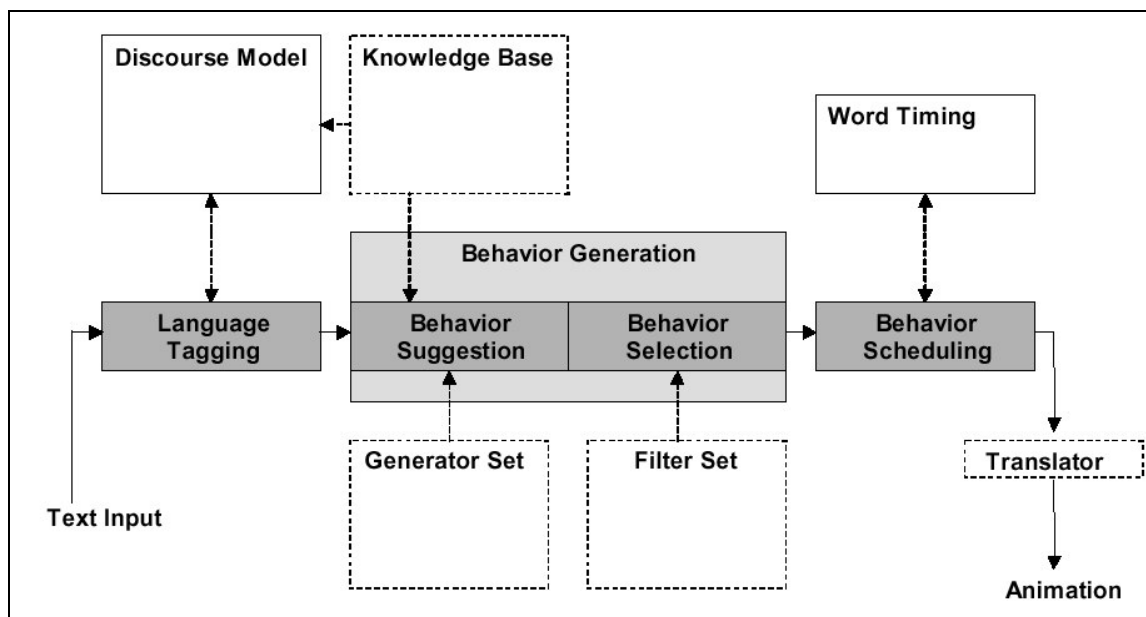 Discourse Model
Knowledge Base
Word Timing
Behavior Generation
Language
Tagging
Behavior
Suggestion
Behavior
Selection
Behavior
Scheduling
Generator Set
Filter Set
Translator
Text Input
Animation